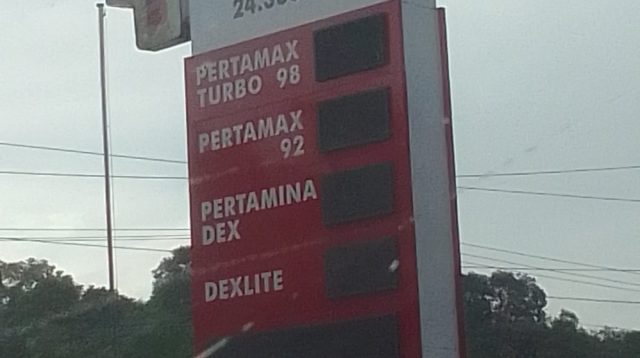 PERTAMAX
TURBO 98
PERTAMAX
92
PERTAMINA
DEX
DEXLITE